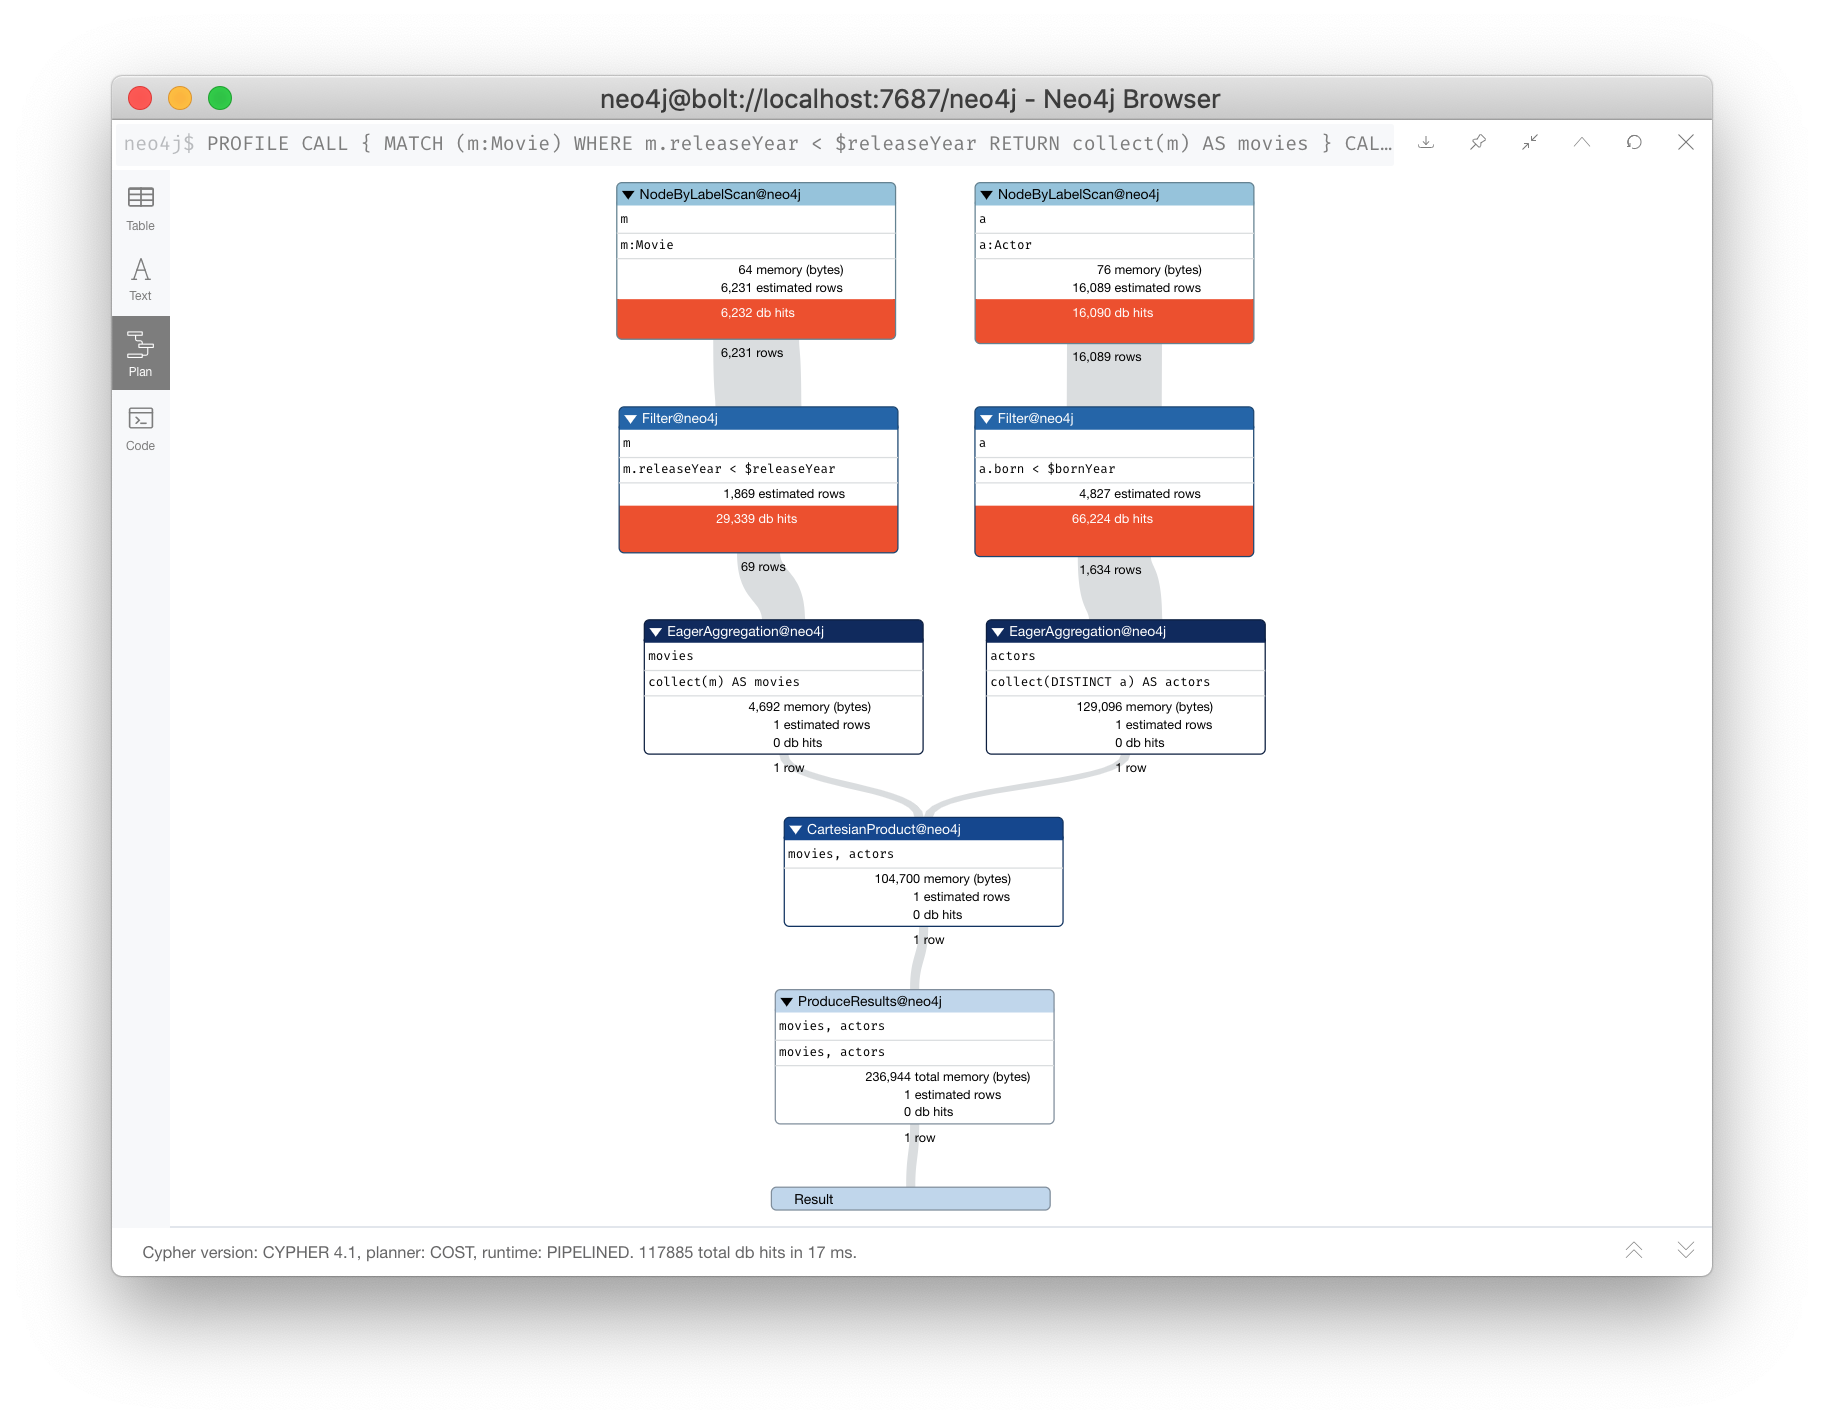 neo4j@bolt://localhost:7687/neo4j - Neo4j Browser
neo4j$ PROFILE CALL { MATCH (m:Movie) WHERE m.releaseYear < $releaseYear RETURN collect(m) AS movies } CAL…
Table
Text
Plan
Code
NodeByLabelScan@neo4j
m
m:Movie
64 memory (bytes)
6,231 estimated rows
6,232 db hits
6,231 rows
NodeByLabelScan@neo4j
a
a:Actor
76 memory (bytes)
16,089 estimated rows
16,090 db hits
16,089 rows
Filter@neo4j
m
m.releaseYear < $releaseYear
1,869 estimated rows
29,339 db hits
69 rows
Filter@neo4j
a
a.born < $bornYear
4,827 estimated rows
66,224 db hits
1,634 rows
EagerAggregation@neo4j
movies
collect(m) AS movies
4,692 memory (bytes)
1 estimated rows
0 db hits
1 row
EagerAggregation@neo4j
actors
collect(DISTINCT a) AS actors
129,096 memory (bytes)
1 estimated rows
0 db hits
1 row
CartesianProduct@neo4j
movies, actors
104,700 memory (bytes)
1 estimated rows
0 db hits
1 row
ProduceResults@neo4j
movies, actors
movies, actors
236,944 total memory (bytes)
1 estimated rows
0 db hits
1 row
Result
Cypher version: CYPHER 4.1, planner: COST, runtime: PIPELINED. 117885 total db hits in 17 ms.